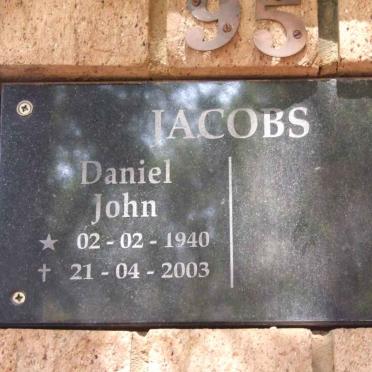 95
JACOBS
Daniel
John
★ 02 - 02 - 1940
✝ 21 - 04 - 2003